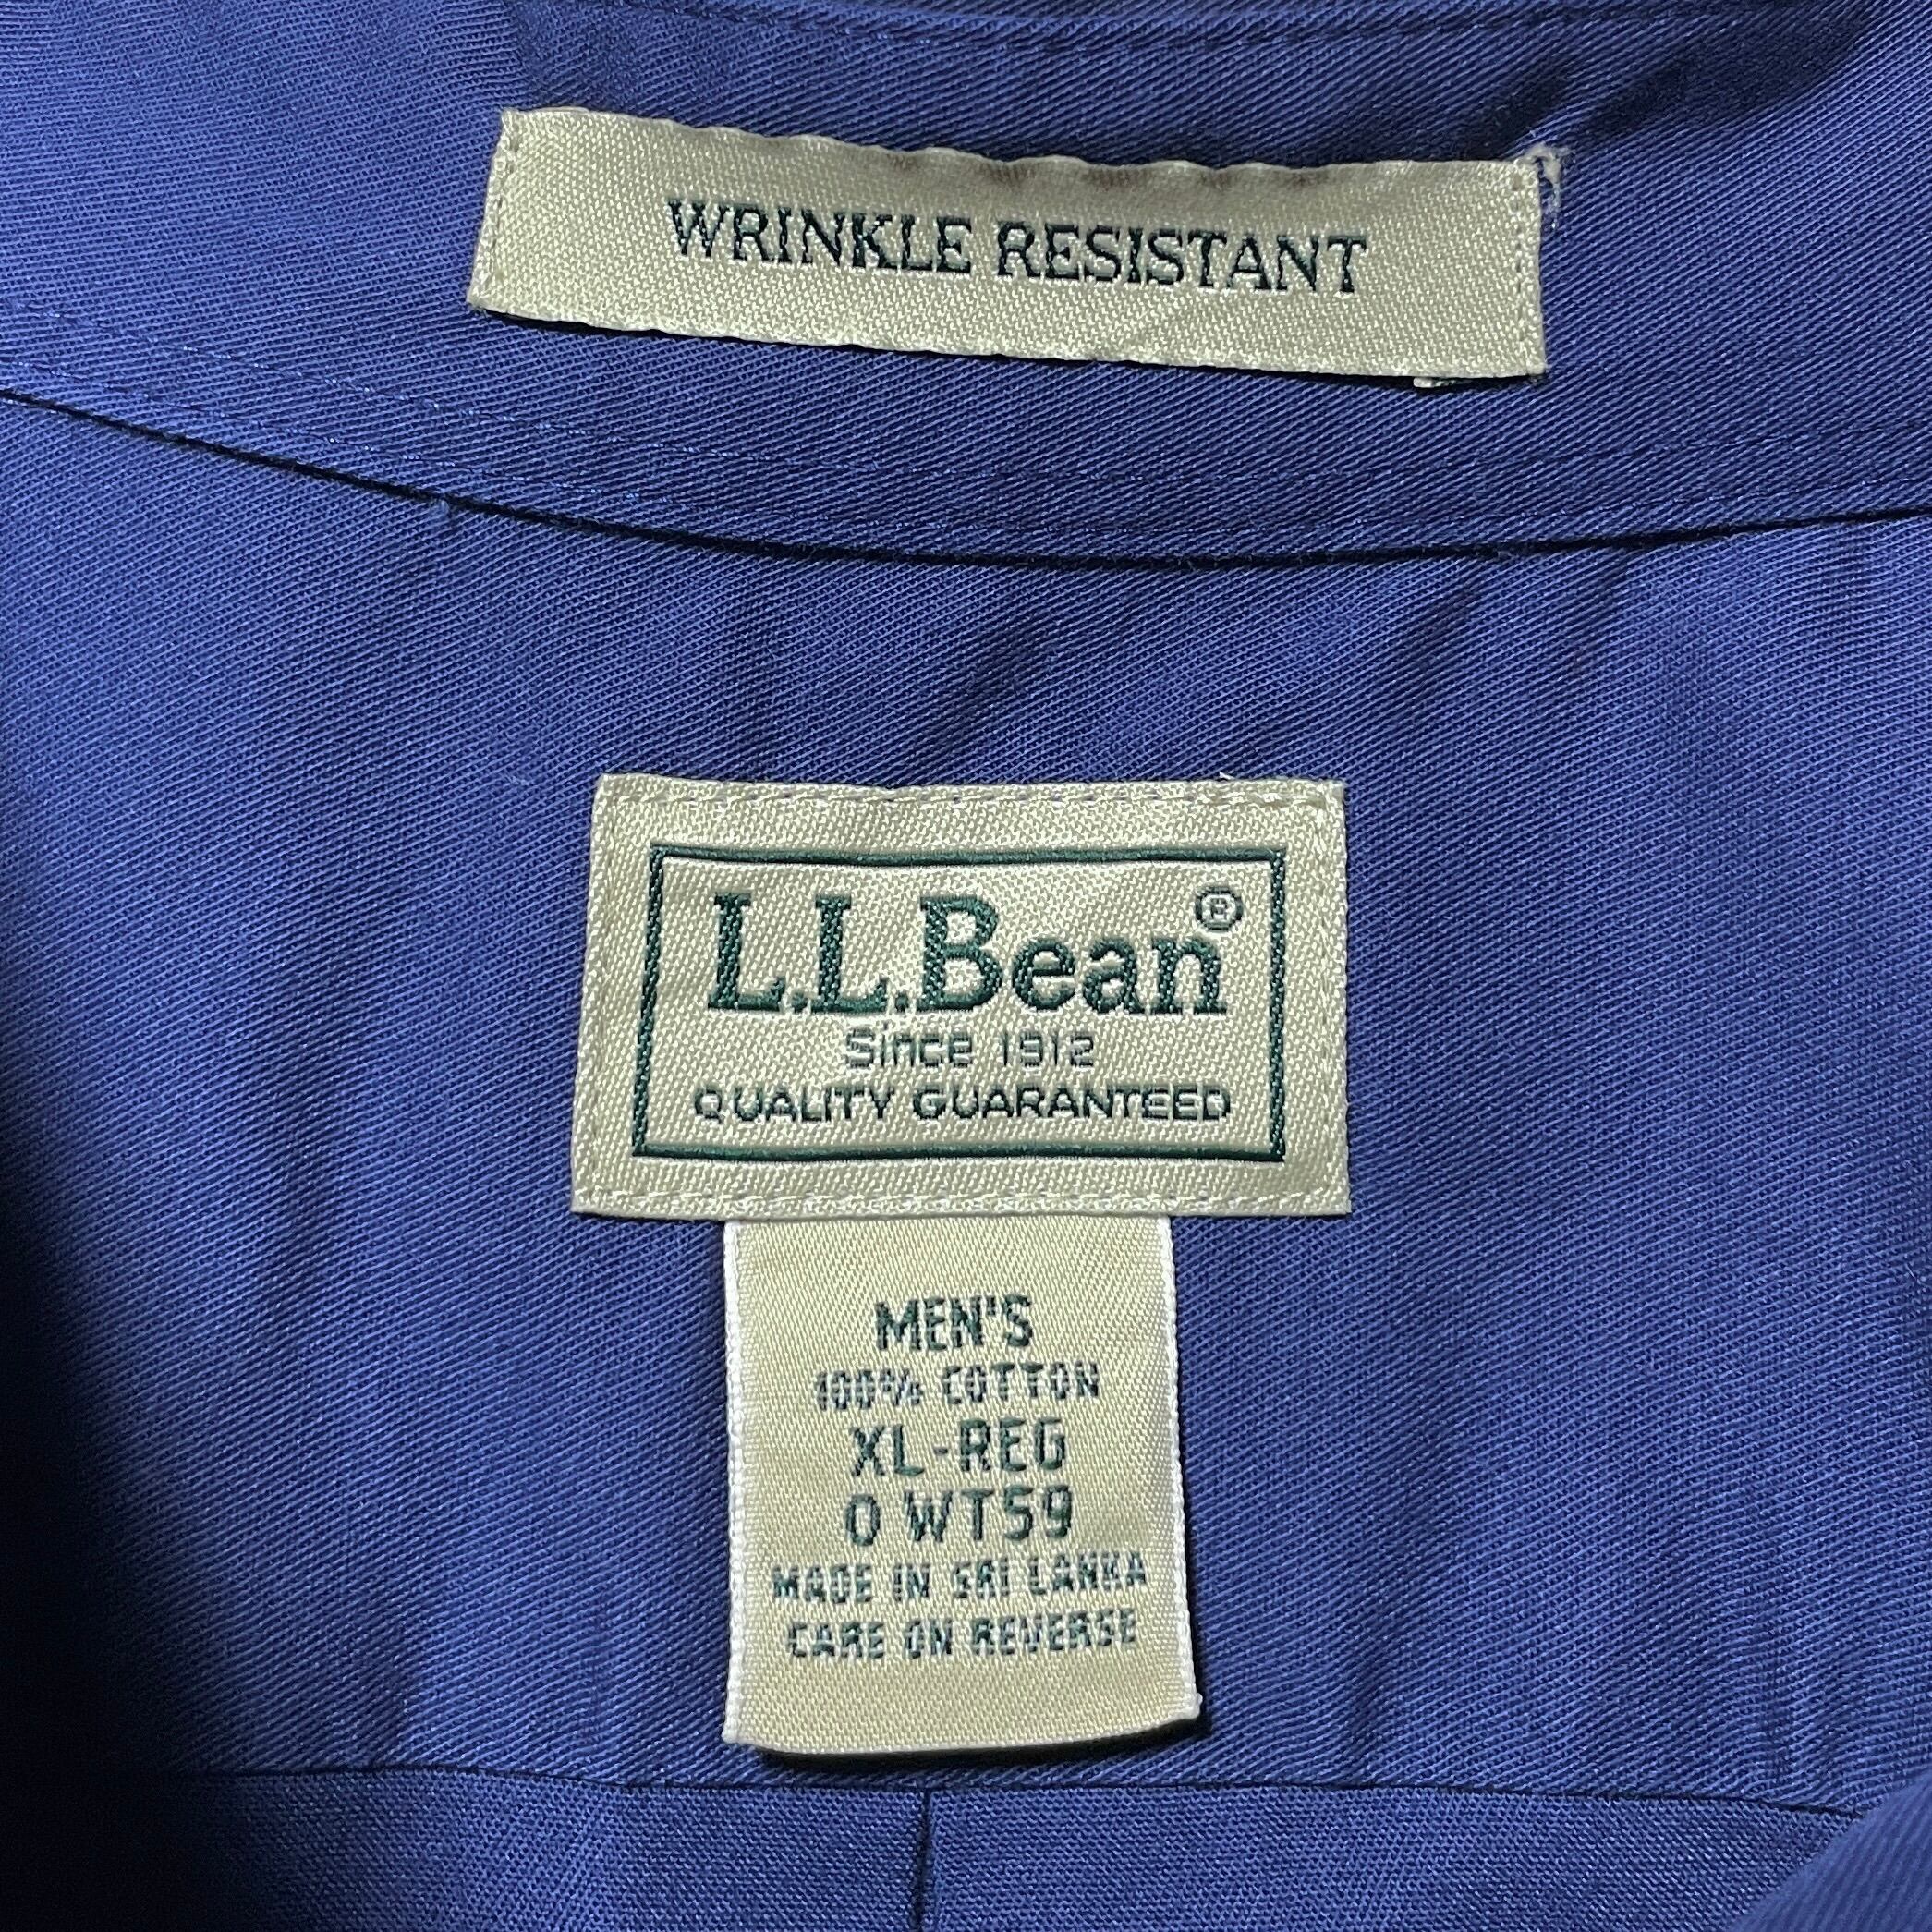 WRINKLE RESISTANT
L.L.Bean®
Since 1912
QUALITY GUARANTEED
MEN'S
100% COTTON
XL-REG
0 WT59
MADE IN SRI LANKA
CARE ON REVERSE